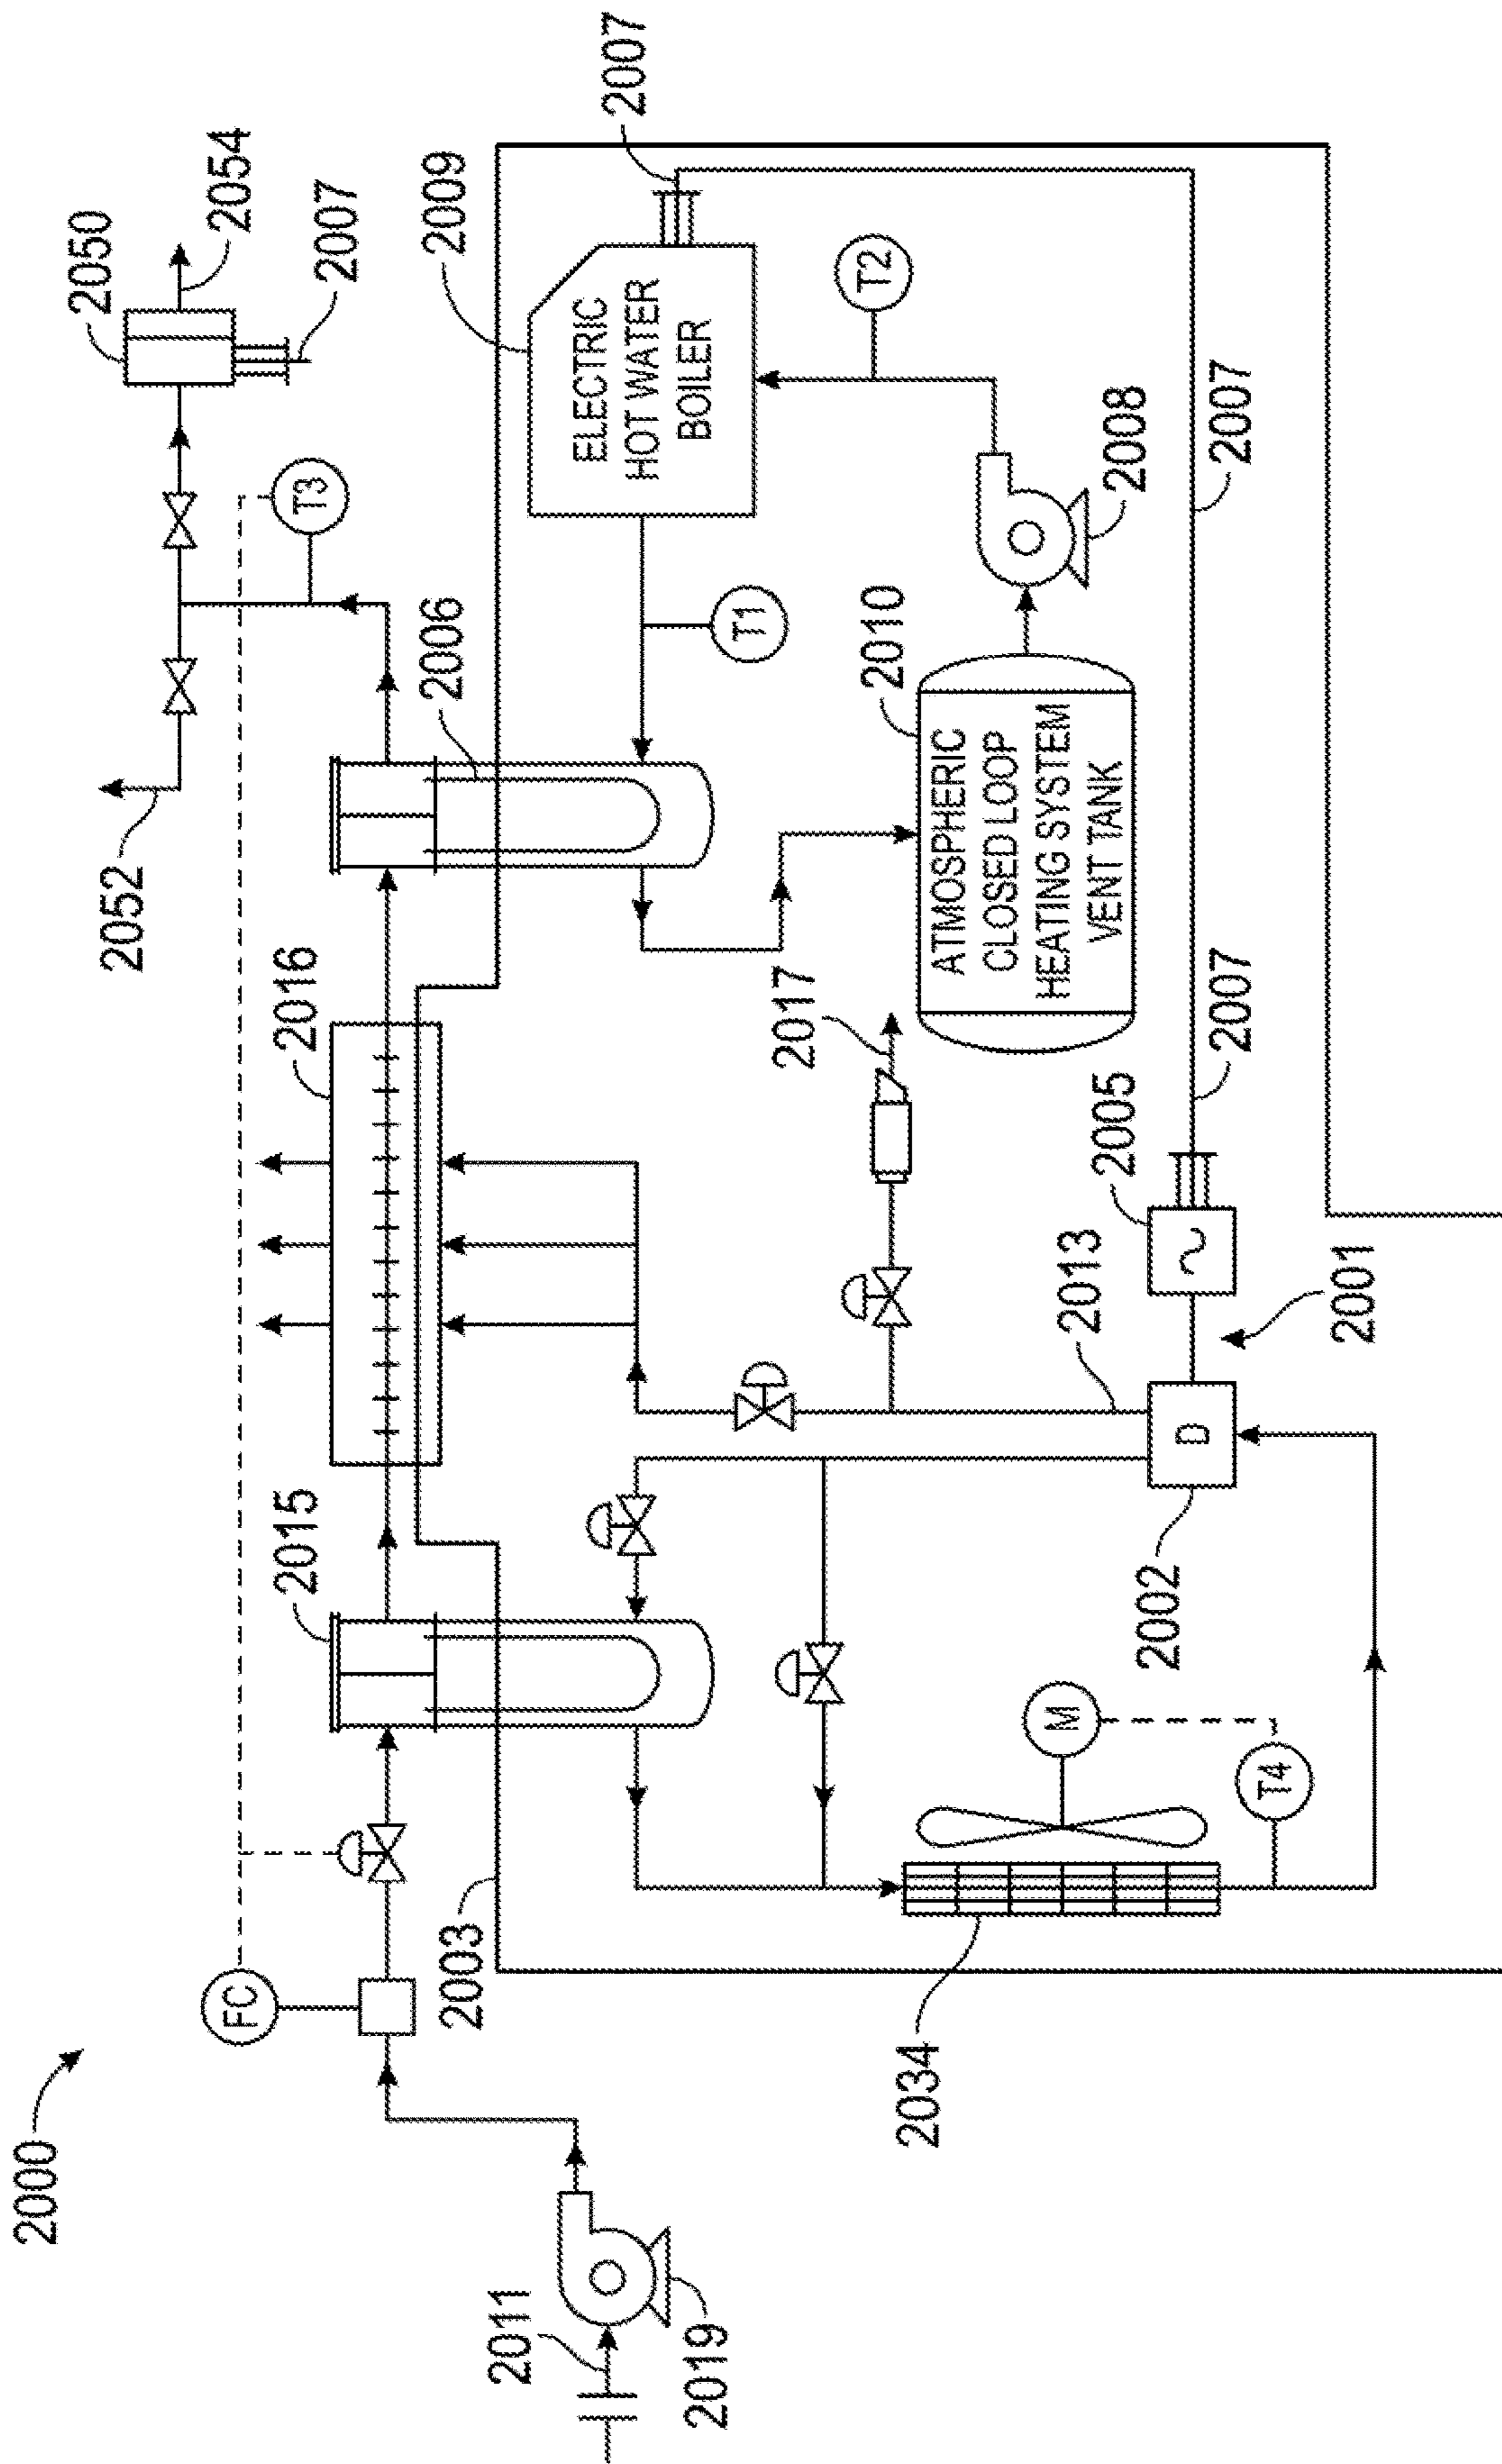 2000
FC
2011
2019
2003
2015
2016
2052
2006
T3
2050
2054
2007
2009
ELECTRIC
HOT WATER
BOILER
2007
T1
T2
2008
2007
2010
ATMOSPHERIC
CLOSED LOOP
HEATING SYSTEM
VENT TANK
2017
2007
2005
2001
2013
D
2002
M
T4
2034